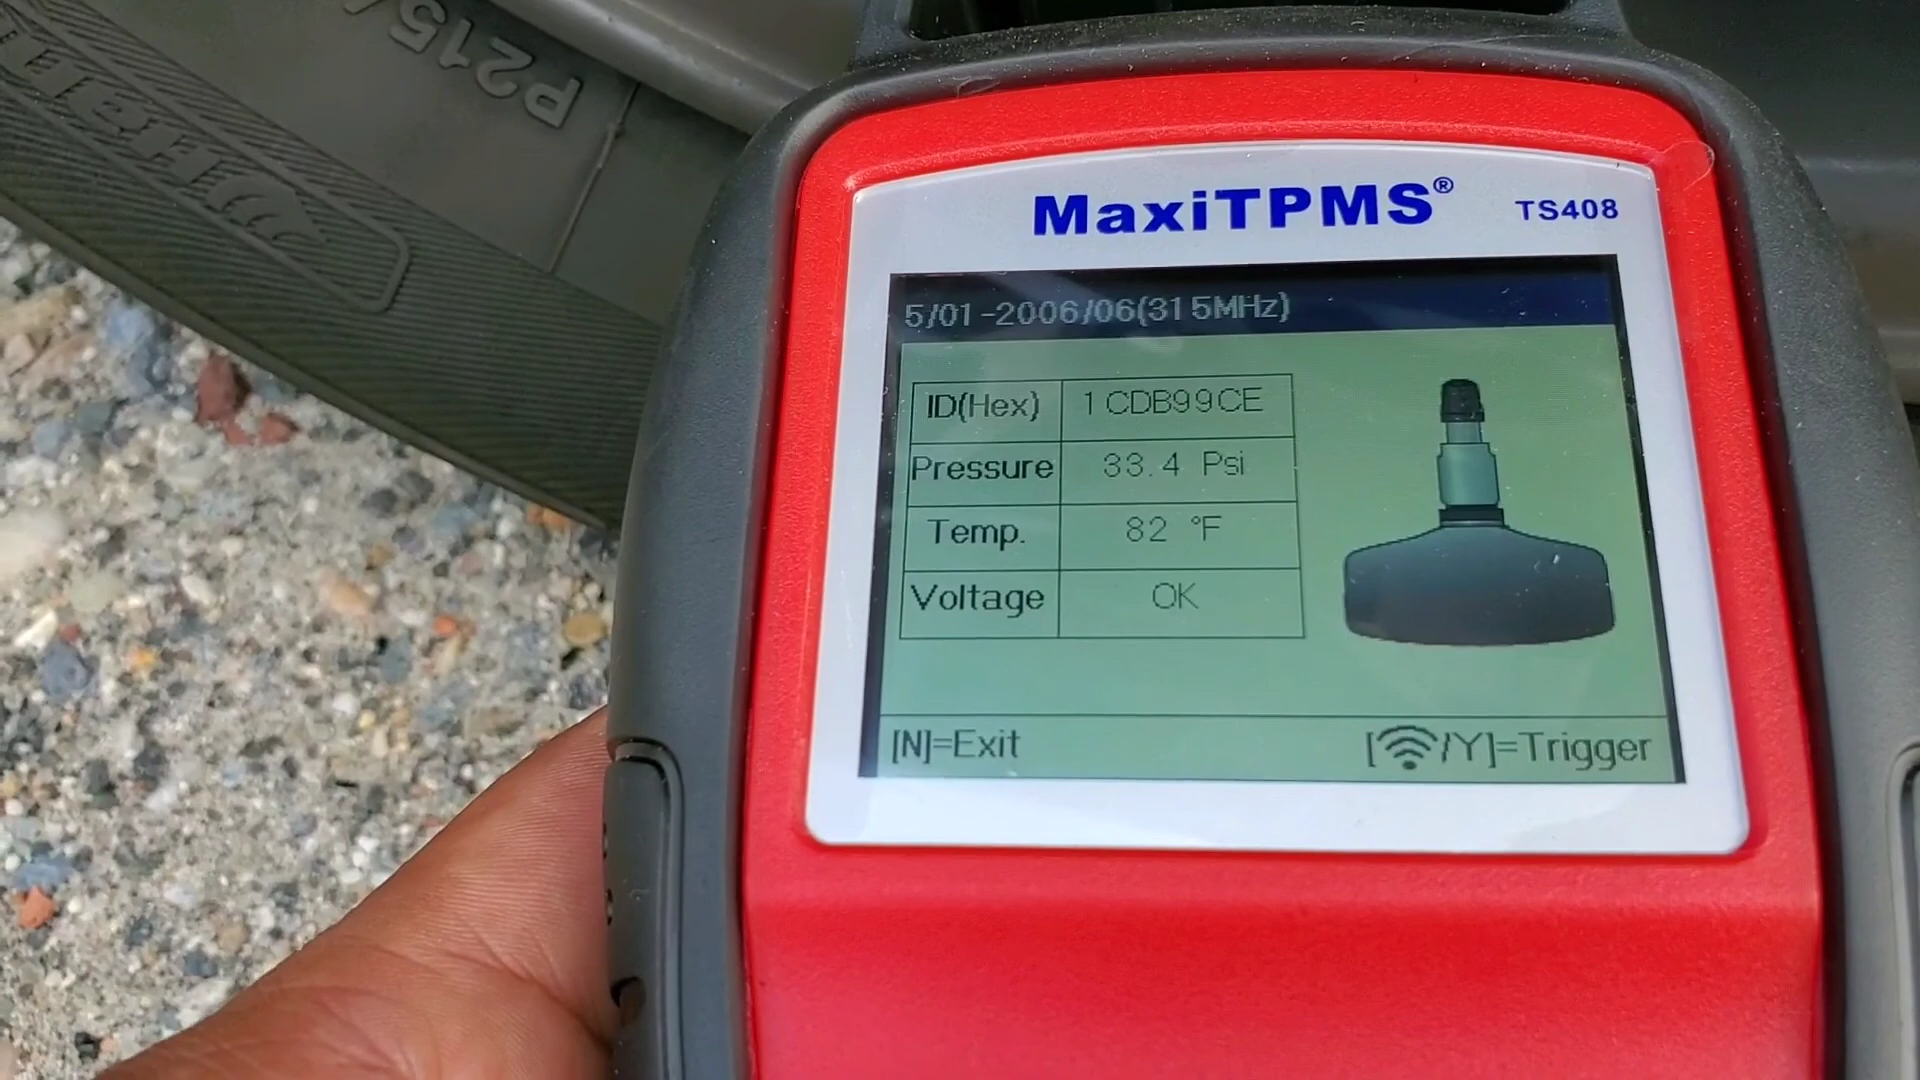 P215/
MaxiTPMS®
TS408
5/01-2006/06(315MHz)
ID(Hex) 1CDB99CE
Pressure 33.4 Psi
Temp. 82 °F
Voltage OK
[N]=Exit
[/Y]=Trigger